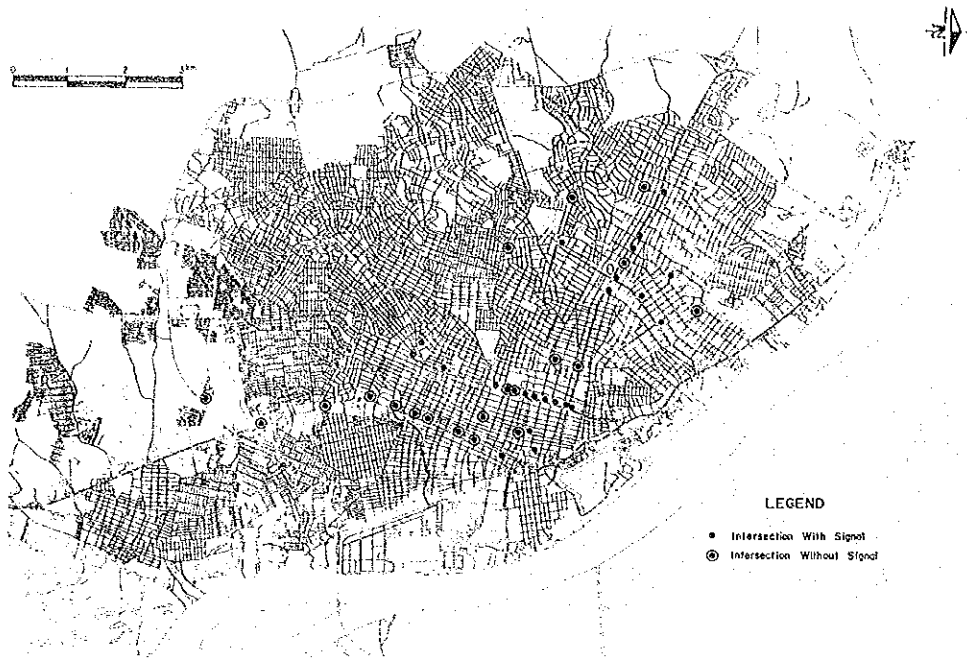 0 1 2 3 km
N
LEGEND
Intersection With Signal
Intersection Without Signal